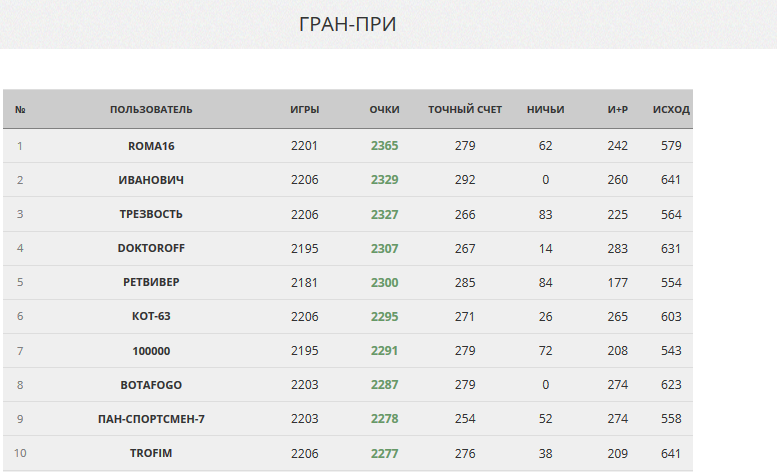 ГРАН-ПРИ
№ ПОЛЬЗОВАТЕЛЬ ИГРЫ ОЧКИ ТОЧНЫЙ СЧЕТ НИЧЬИ И+Р ИСХОД
1 ROMA16 2201 2365 279 62 242 579
2 ИВАНОВИЧ 2206 2329 292 0 260 641
3 ТРЕЗВОСТЬ 2206 2327 266 83 225 564
4 DOKTOROFF 2195 2307 267 14 283 631
5 РЕТВИВЕР 2181 2300 285 84 177 554
6 КОТ-63 2206 2295 271 26 265 603
7 100000 2195 2291 279 72 208 543
8 BOTAFOGO 2203 2287 279 0 274 623
9 ПАН-СПОРТСМЕН-7 2203 2278 254 52 274 558
10 TROFIM 2206 2277 276 38 209 641